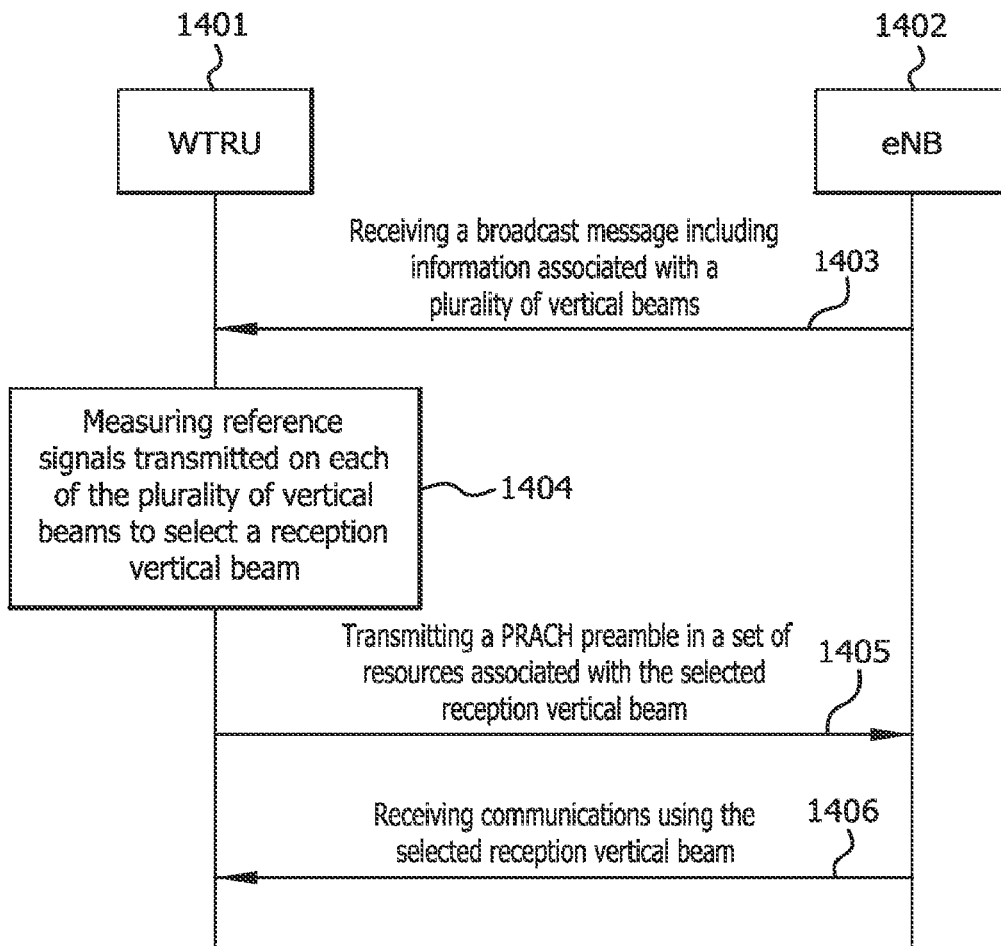 1401
1402
WTRU
eNB
Receiving a broadcast message including
information associated with a
plurality of vertical beams
1403
Measuring reference
signals transmitted on each
of the plurality of vertical
beams to select a reception
vertical beam
1404
Transmitting a PRACH preamble in a set of
resources associated with the selected
reception vertical beam
1405
Receiving communications using the
selected reception vertical beam
1406